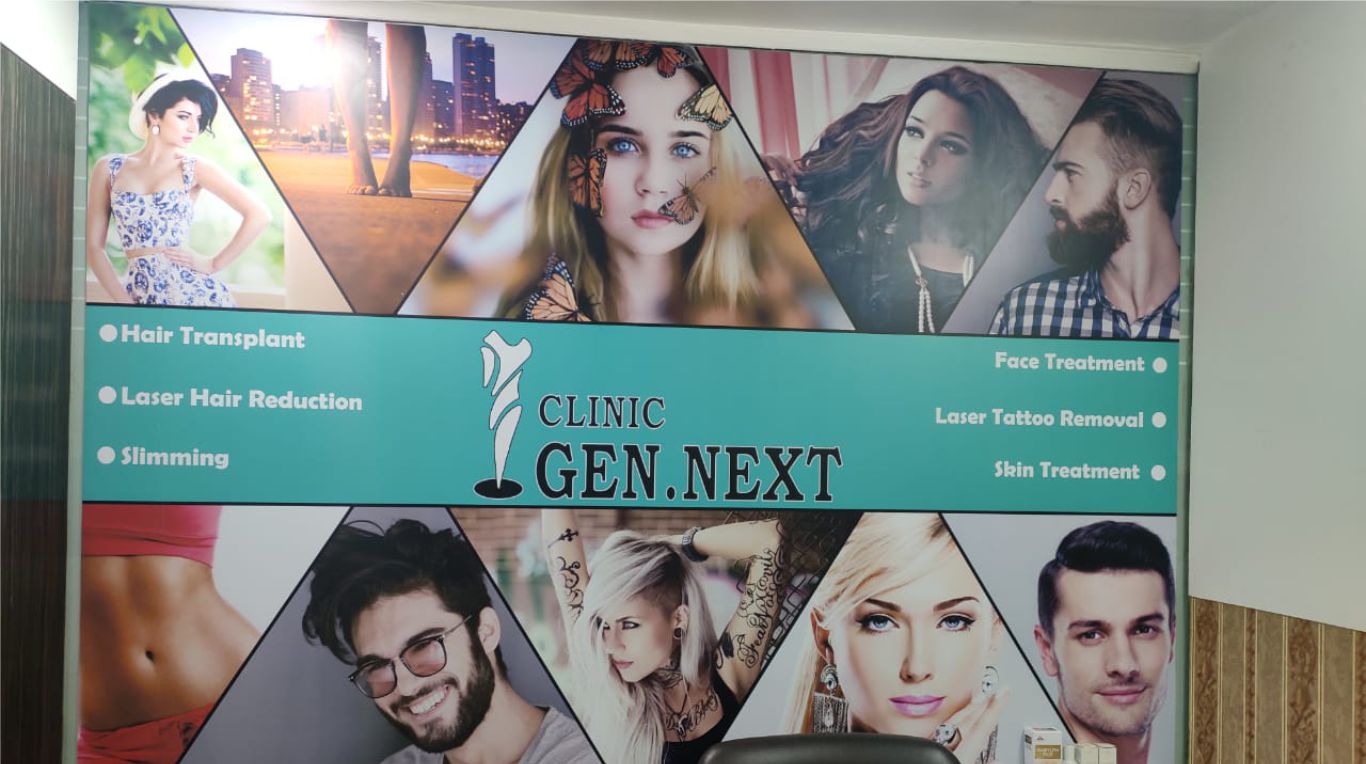 Hair Transplant
Laser Hair Reduction
Slimming
CLINIC
GEN.NEXT
Face Treatment
Laser Tattoo Removal
Skin Treatment